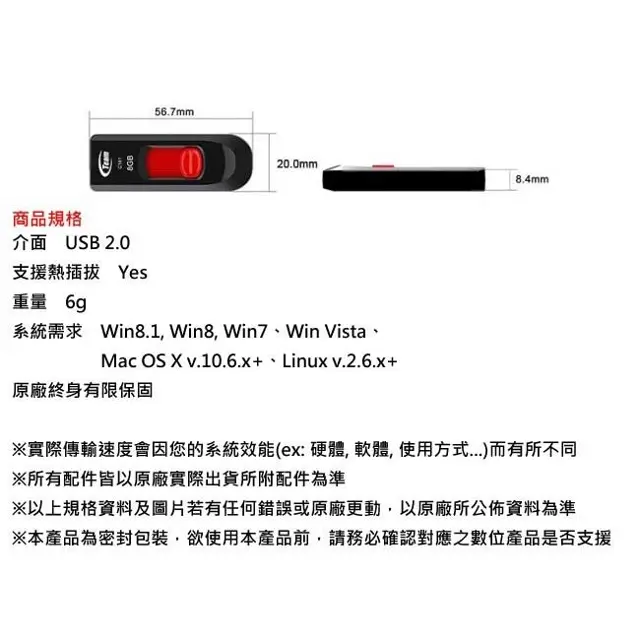 56.7mm
Team
C141
8GB
20.0mm
8.4mm
商品規格
介面 USB 2.0
支援熱插拔 Yes
重量 6g
系統需求 Win8.1, Win8, Win7、Win Vista、
Mac OS X v.10.6.x+、Linux v.2.6.x+
原廠終身有限保固
※實際傳輸速度會因您的系統效能(ex: 硬體, 軟體, 使用方式...)而有所不同
※所有配件皆以原廠實際出貨所附配件為準
※以上規格資料及圖片若有任何錯誤或原廠更動，以原廠所公佈資料為準
※本產品為密封包裝，欲使用本產品前，請務必確認對應之數位產品是否支援